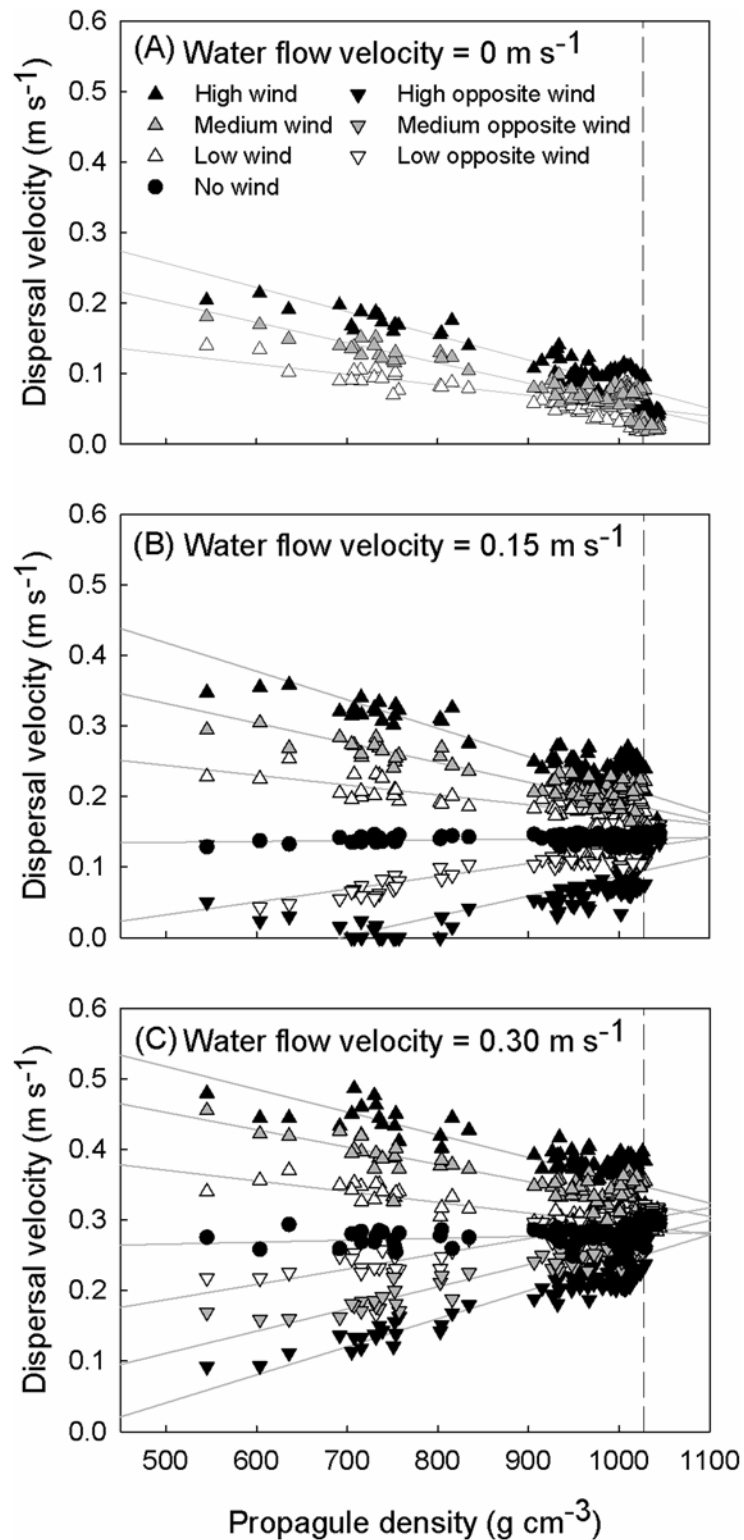 (A) Water flow velocity = 0 m s⁻¹
High wind
High opposite wind
Medium wind
Medium opposite wind
Low wind
Low opposite wind
No wind
Dispersal velocity (m s⁻¹)
0.6
0.5
0.4
0.3
0.2
0.1
0.0
(B) Water flow velocity = 0.15 m s⁻¹
Dispersal velocity (m s⁻¹)
0.6
0.5
0.4
0.3
0.2
0.1
0.0
(C) Water flow velocity = 0.30 m s⁻¹
Dispersal velocity (m s⁻¹)
0.6
0.5
0.4
0.3
0.2
0.1
0.0
500 600 700 800 900 1000 1100
Propagule density (g cm⁻³)